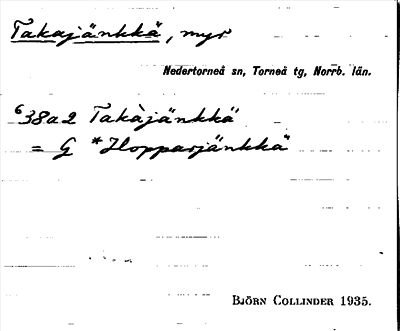 Takajänkkä, myr
Nedertorneå sn, Torneå tg, Norrb. län.
638a2 Takajänkkä
= G *Hopparjänkkä
BJÖRN COLLINDER 1935.